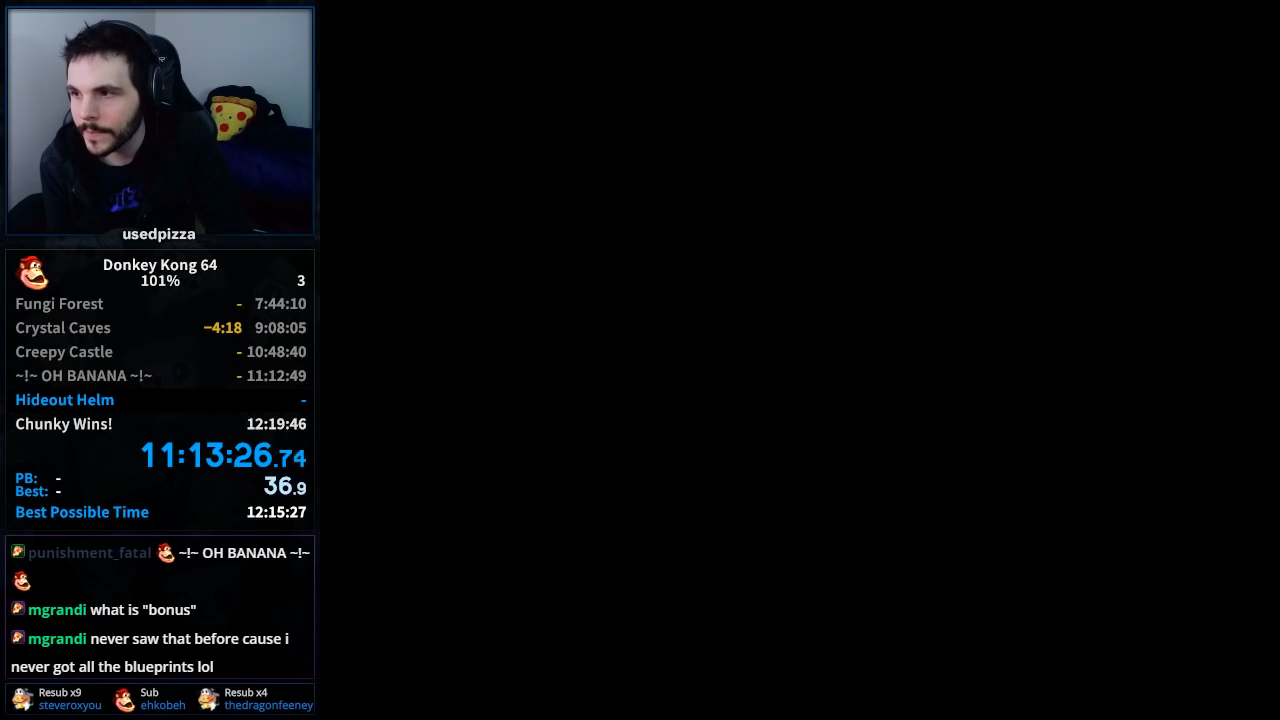 usedpizza
Donkey Kong 64
101% 3
Fungi Forest - 7:44:10
Crystal Caves −4:18 9:08:05
Creepy Castle - 10:48:40
~!~ OH BANANA ~!~ - 11:12:49
Hideout Helm -
Chunky Wins! 12:19:46
11:13:26.74
PB: -
Best: -
36.9
Best Possible Time 12:15:27
punishment_fatal ~!~ OH BANANA ~!~
mgrandi what is "bonus"
mgrandi never saw that before cause i
never got all the blueprints lol
Resub x9 Sub Resub x4
steveroxyou ehkobeh thedragonfeeney